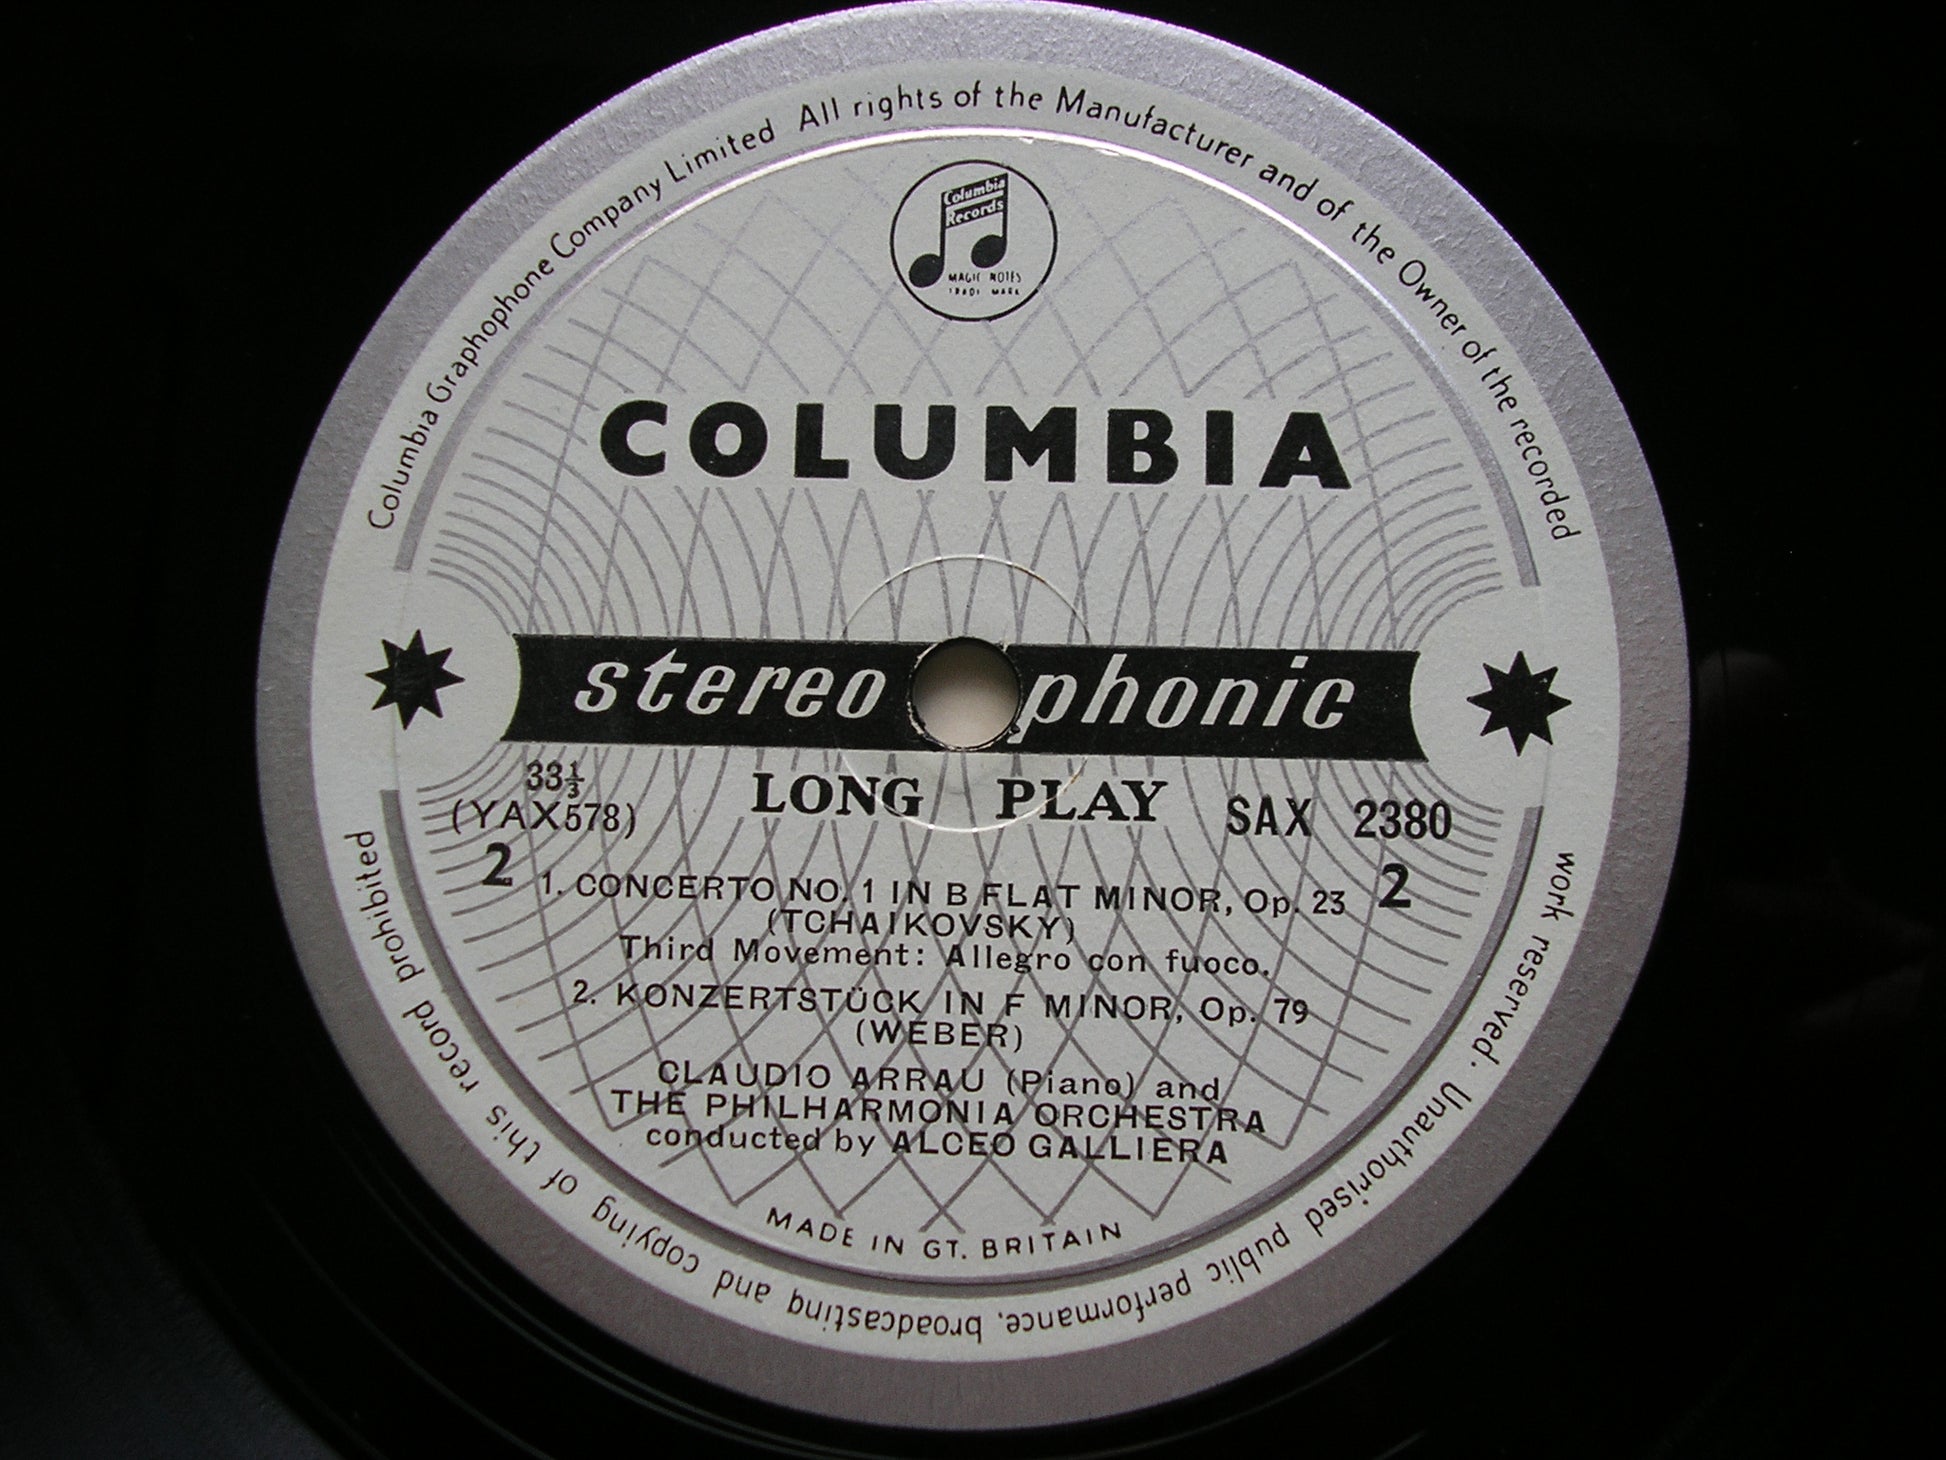 Columbia Graphophone Company Limited All rights of the Manufacturer and of the Owner of the recorded
work reserved. Unauthorised public performance, broadcasting and copying of this record prohibited
Columbia
Records
MAGIC NOTES
TRADE MARK
COLUMBIA
stereophonic
33⅓
LONG PLAY
(YAX578)
SAX 2380
2
2
1. CONCERTO NO. 1 IN B FLAT MINOR, Op. 23
(TCHAIKOVSKY)
Third Movement: Allegro con fuoco.
2. KONZERTSTÜCK IN F MINOR, Op. 79
(WEBER)
CLAUDIO ARRAU (Piano) and
THE PHILHARMONIA ORCHESTRA
conducted by ALCEO GALLIERA
MADE IN GT. BRITAIN